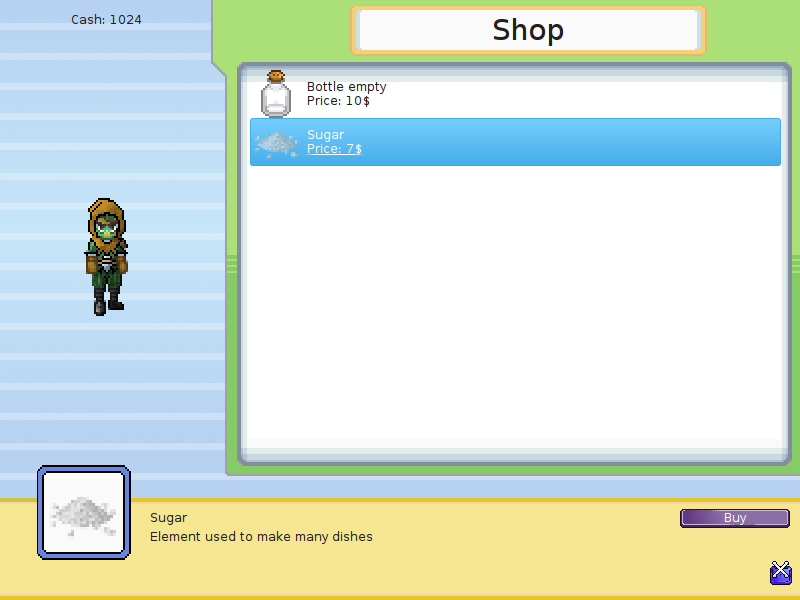 Cash: 1024
Shop
Bottle empty
Price: 10$
Sugar
Price: 7$
Sugar
Element used to make many dishes
Buy